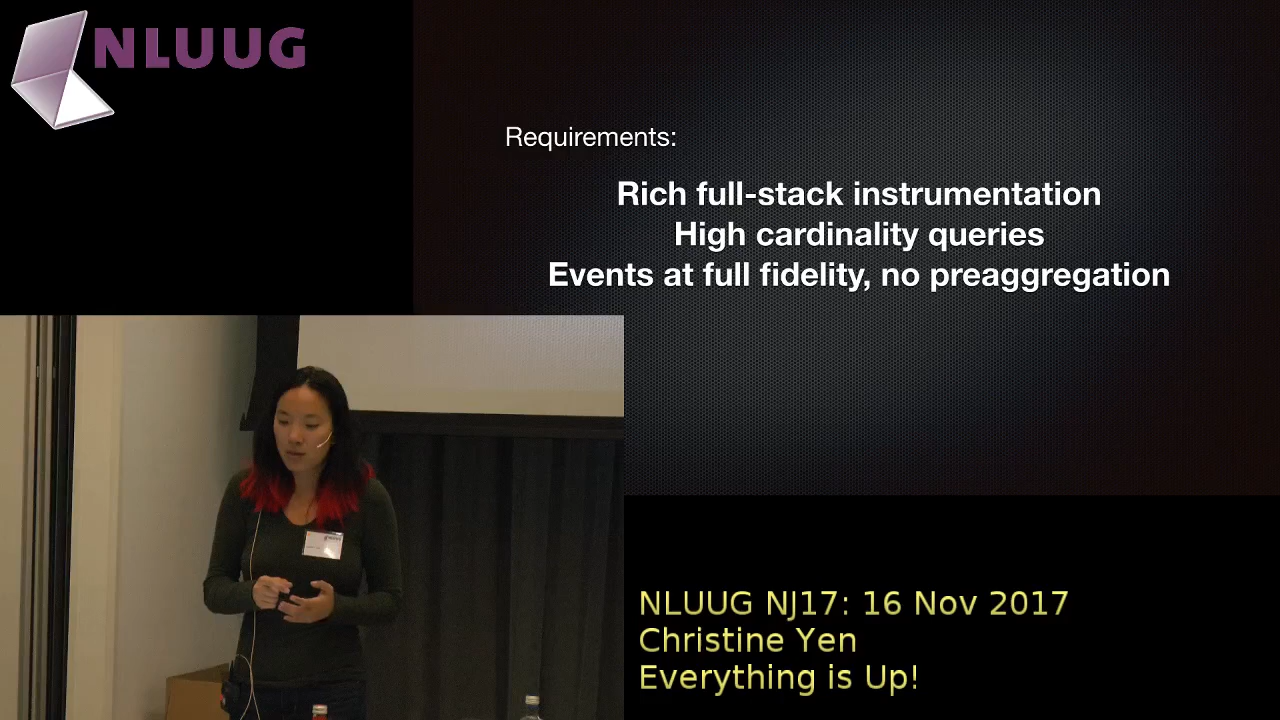 NLUUG
Requirements:
Rich full-stack instrumentation
High cardinality queries
Events at full fidelity, no preaggregation
NLUUG NJ17: 16 Nov 2017
Christine Yen
Everything is Up!